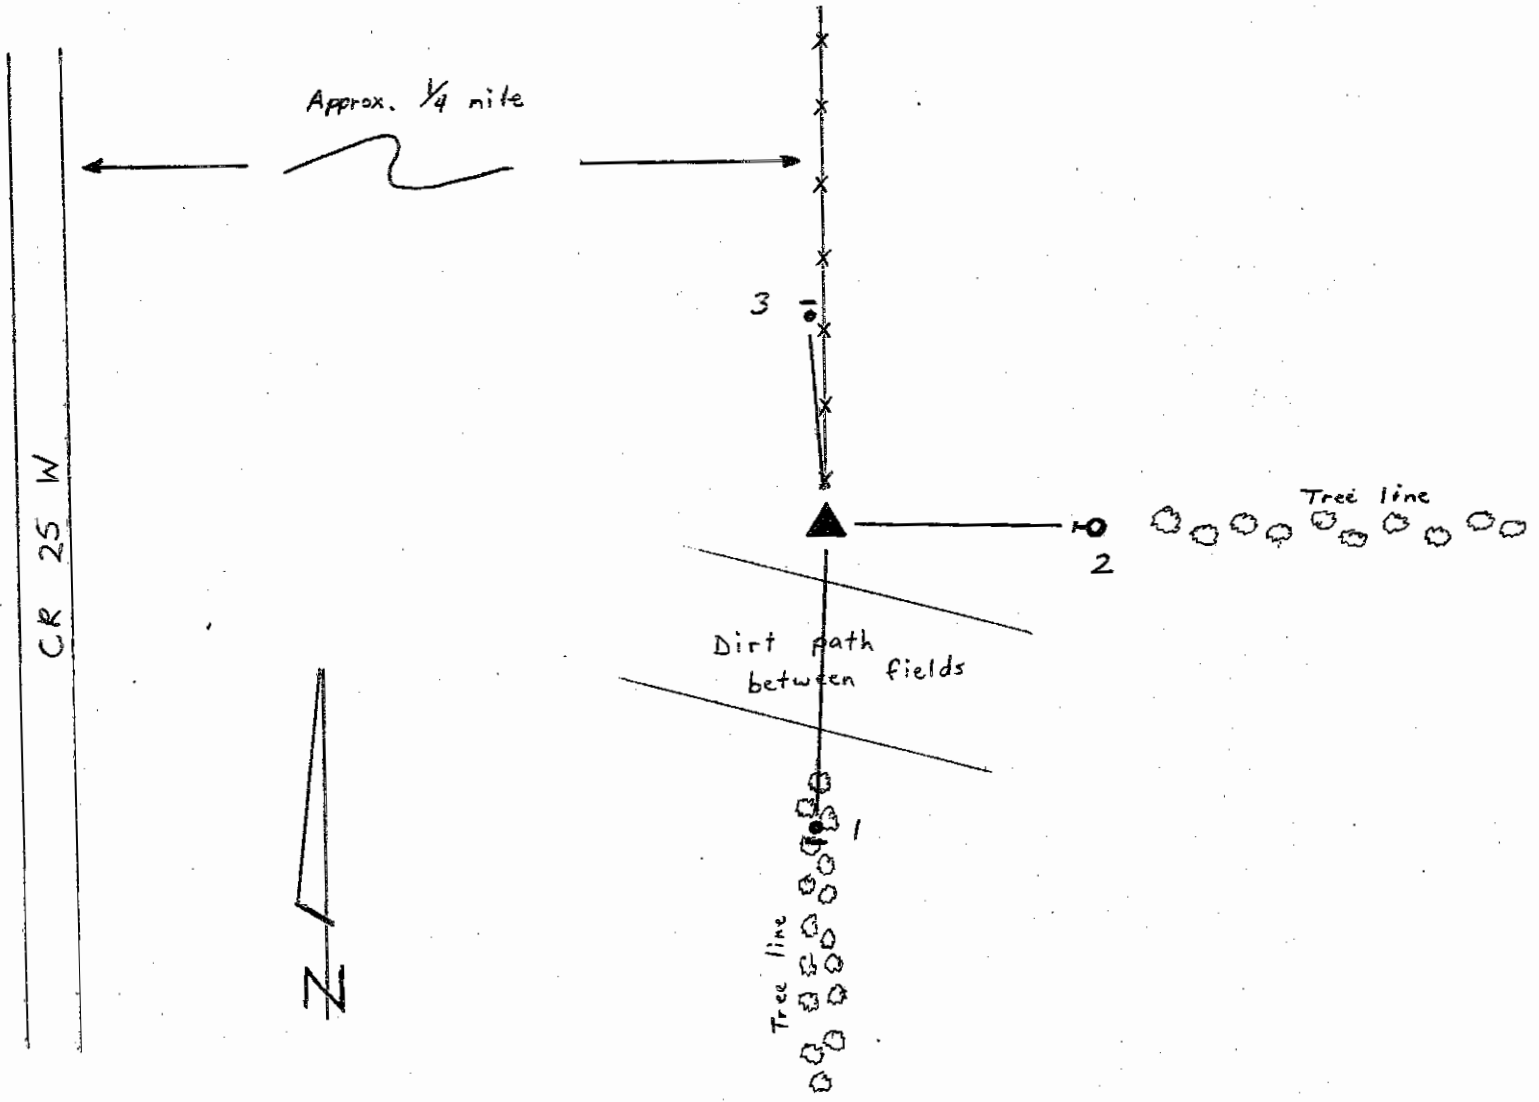 Approx. 1/4 mile
3
CR 25 W
Tree line
2
Dirt path
between fields
1
Tree line
N